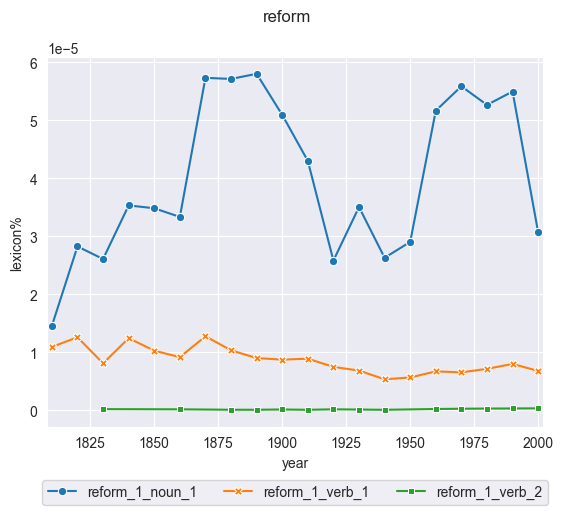 reform
1e−5
6
5
4
3
2
1
0
lexicon%
1825 1850 1875 1900 1925 1950 1975 2000
year
reform_1_noun_1 reform_1_verb_1 reform_1_verb_2